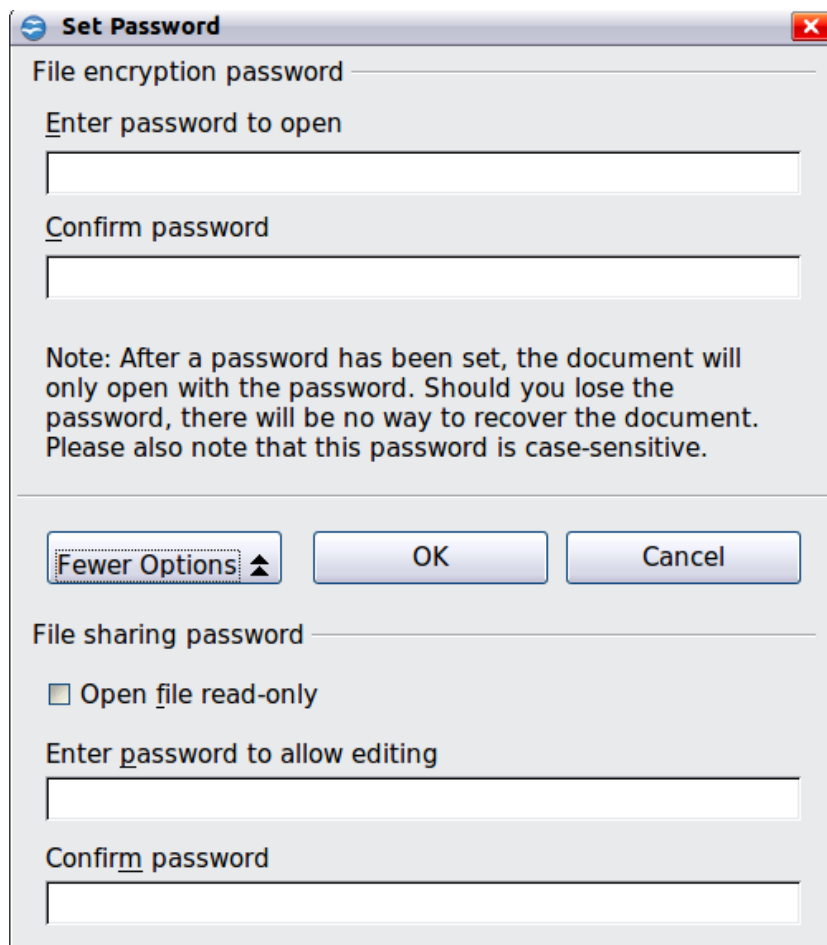 Set Password
File encryption password
Enter password to open
Confirm password
Note: After a password has been set, the document will
only open with the password. Should you lose the
password, there will be no way to recover the document.
Please also note that this password is case-sensitive.
Fewer Options OK Cancel
File sharing password
Open file read-only
Enter password to allow editing
Confirm password